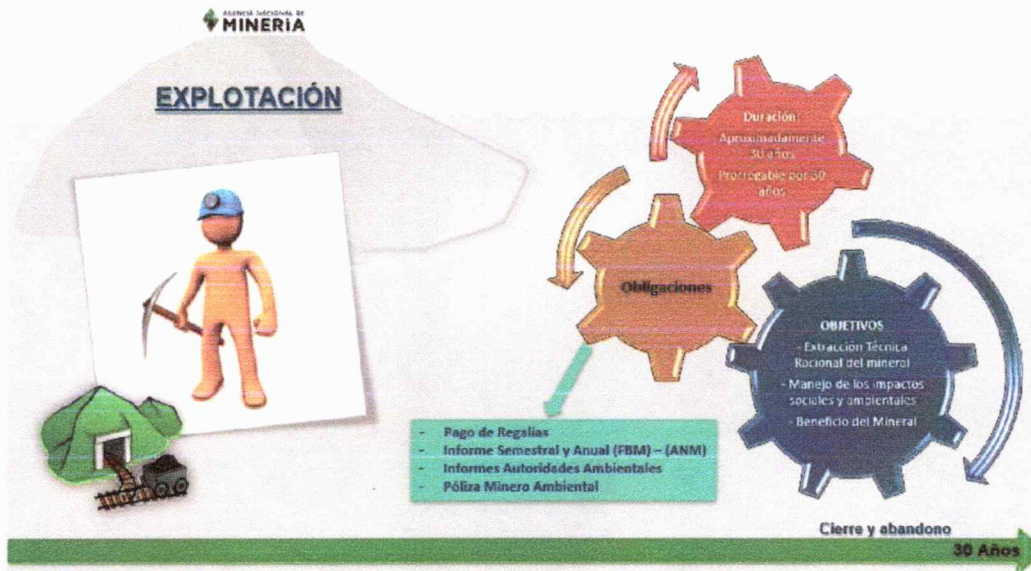 AGENCIA NACIONAL DE
MINERÍA
EXPLOTACIÓN
Duración:
Aproximadamente
30 años
Prorrogable por 30
años
Obligaciones
OBJETIVOS
- Extracción Técnica
Racional del mineral
- Manejo de los impactos
sociales y ambientales
- Beneficio del Mineral
- Pago de Regalías
- Informe Semestral y Anual (FBM) – (ANM)
- Informes Autoridades Ambientales
- Póliza Minero Ambiental
Cierre y abandono
30 Años